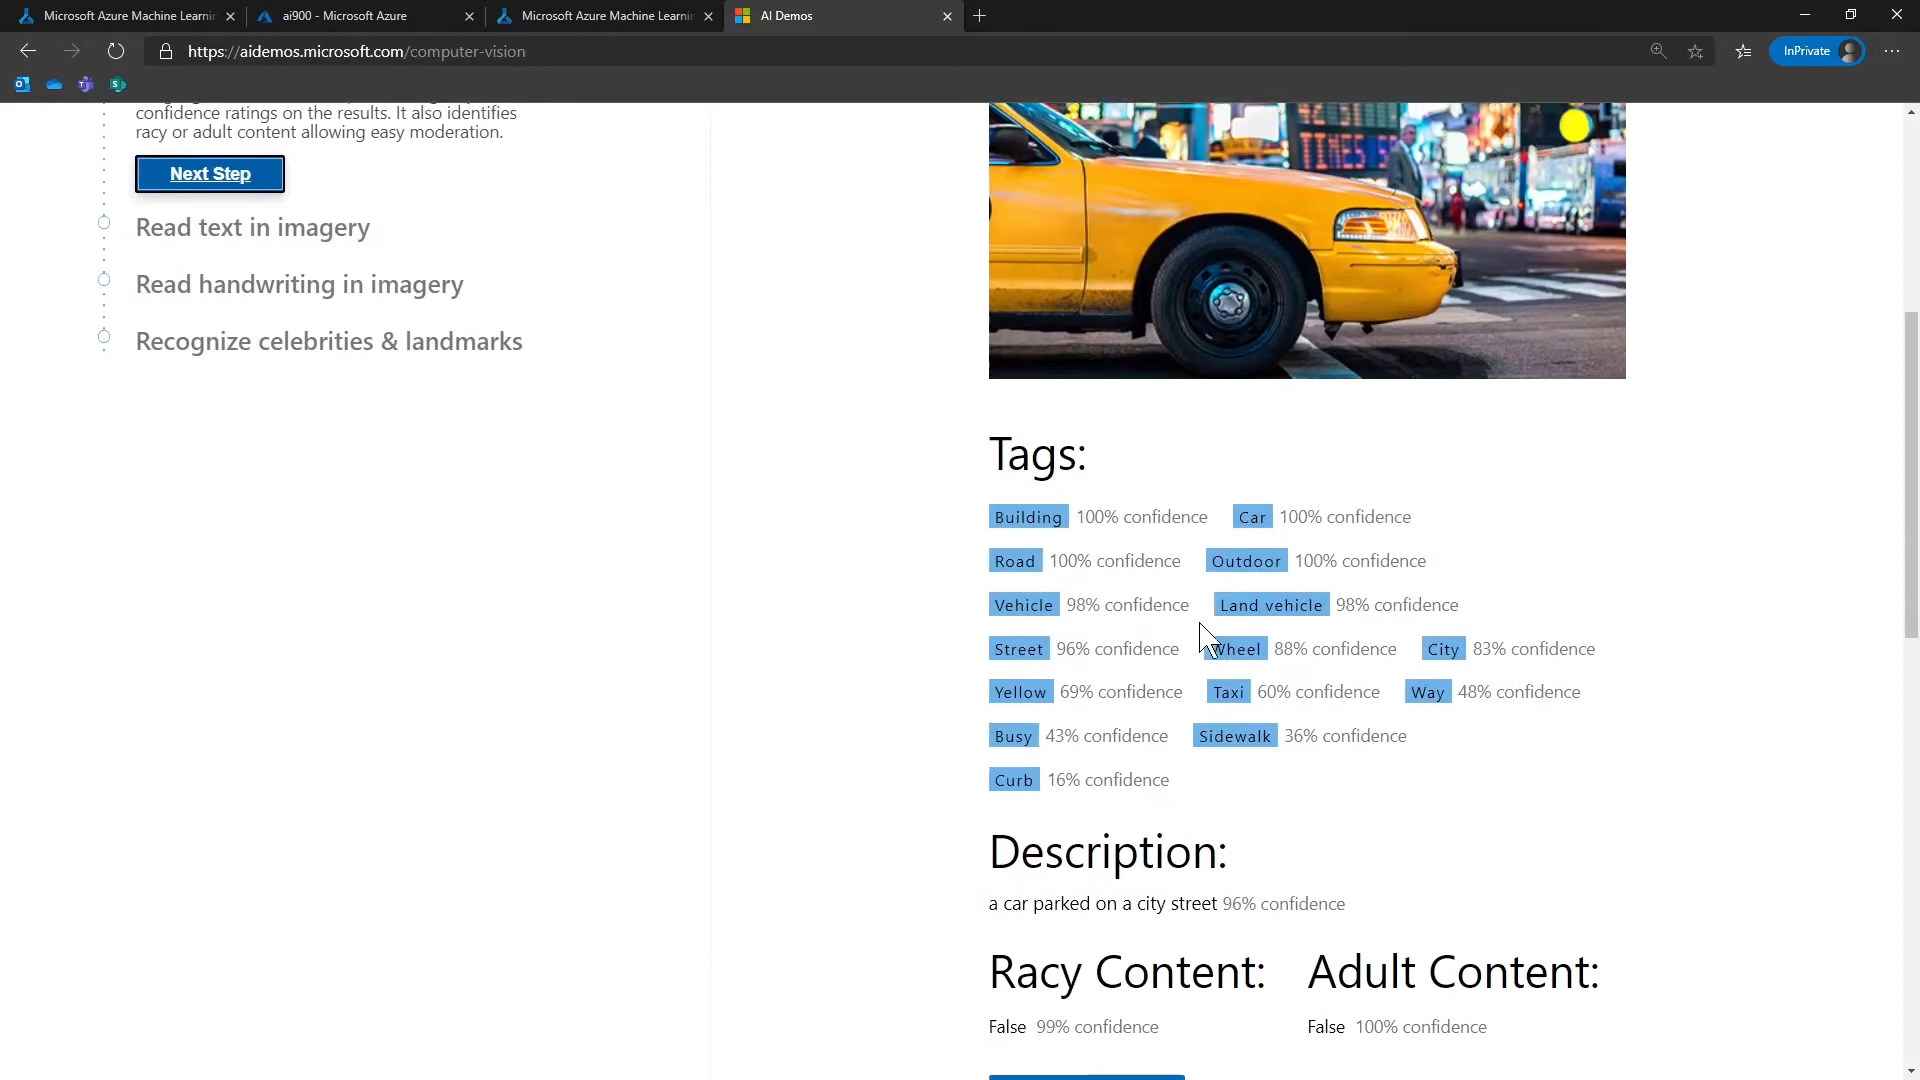 Microsoft Azure Machine Learnin
ai900 - Microsoft Azure
Microsoft Azure Machine Learnin
AI Demos
https://aidemos.microsoft.com/computer-vision
InPrivate
confidence ratings on the results. It also identifies
racy or adult content allowing easy moderation.
Next Step
Read text in imagery
Read handwriting in imagery
Recognize celebrities & landmarks
Tags:
Building 100% confidence Car 100% confidence
Road 100% confidence Outdoor 100% confidence
Vehicle 98% confidence Land vehicle 98% confidence
Street 96% confidence Wheel 88% confidence City 83% confidence
Yellow 69% confidence Taxi 60% confidence Way 48% confidence
Busy 43% confidence Sidewalk 36% confidence
Curb 16% confidence
Description:
a car parked on a city street 96% confidence
Racy Content: Adult Content:
False 99% confidence False 100% confidence